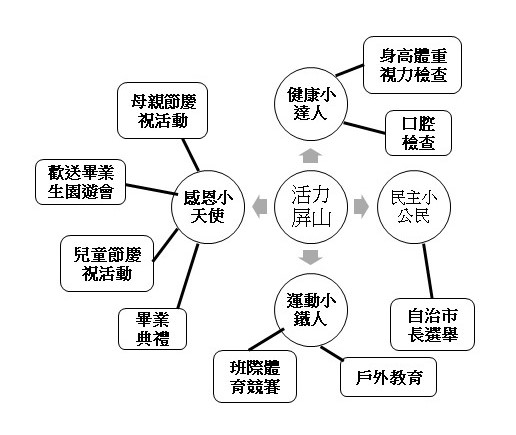 身高體重
視力檢查
健康小
達人
口腔
檢查
母親節慶
祝活動
歡送畢業
生園遊會
感恩小
天使
兒童節慶
祝活動
畢業
典禮
活力
屏山
民主小
公民
自治市
長選舉
運動小
鐵人
班際體
育競賽
戶外教育